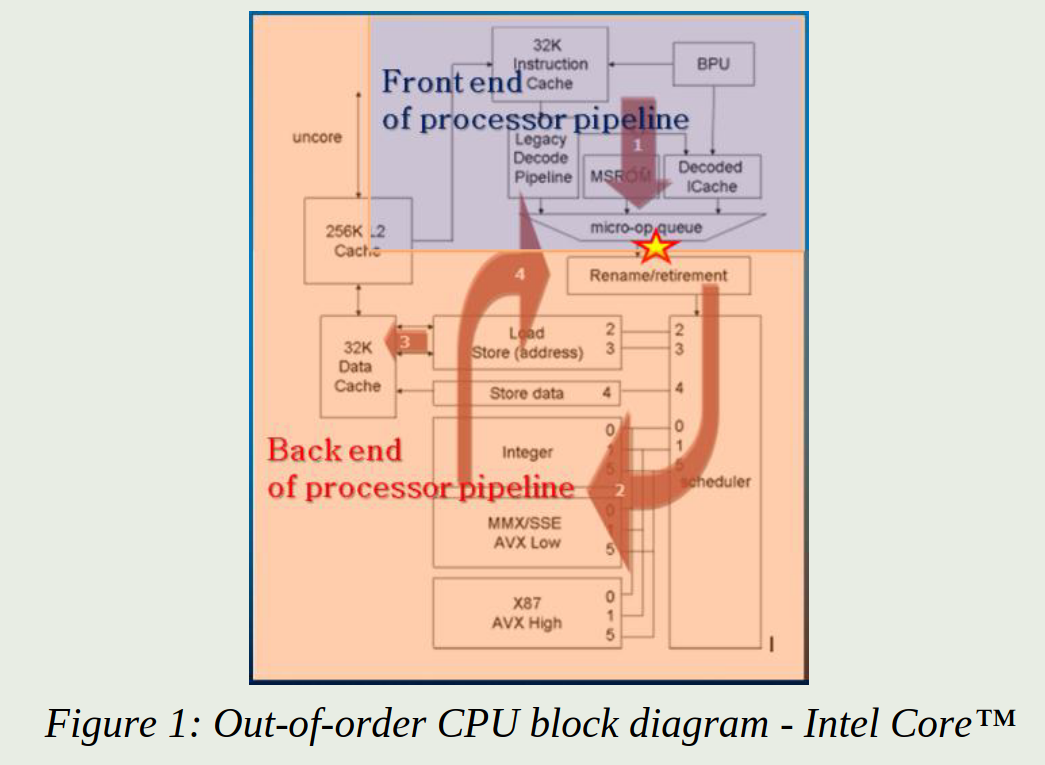 32K
Instruction
Cache
BPU
Front end
of processor pipeline
uncore
1
Legacy
Decode
Pipeline
MSROM
Decoded
ICache
micro-op queue
256K L2
Cache
4
Rename/retirement
32K
Data
Cache
3
Load
Store (address)
2
3
2
3
Store data
4
4
Back end
of processor pipeline
Integer
0
1
5
0
1
5
scheduler
2
MMX/SSE
AVX Low
0
1
5
X87
AVX High
0
1
5
Figure 1: Out-of-order CPU block diagram - Intel Core™